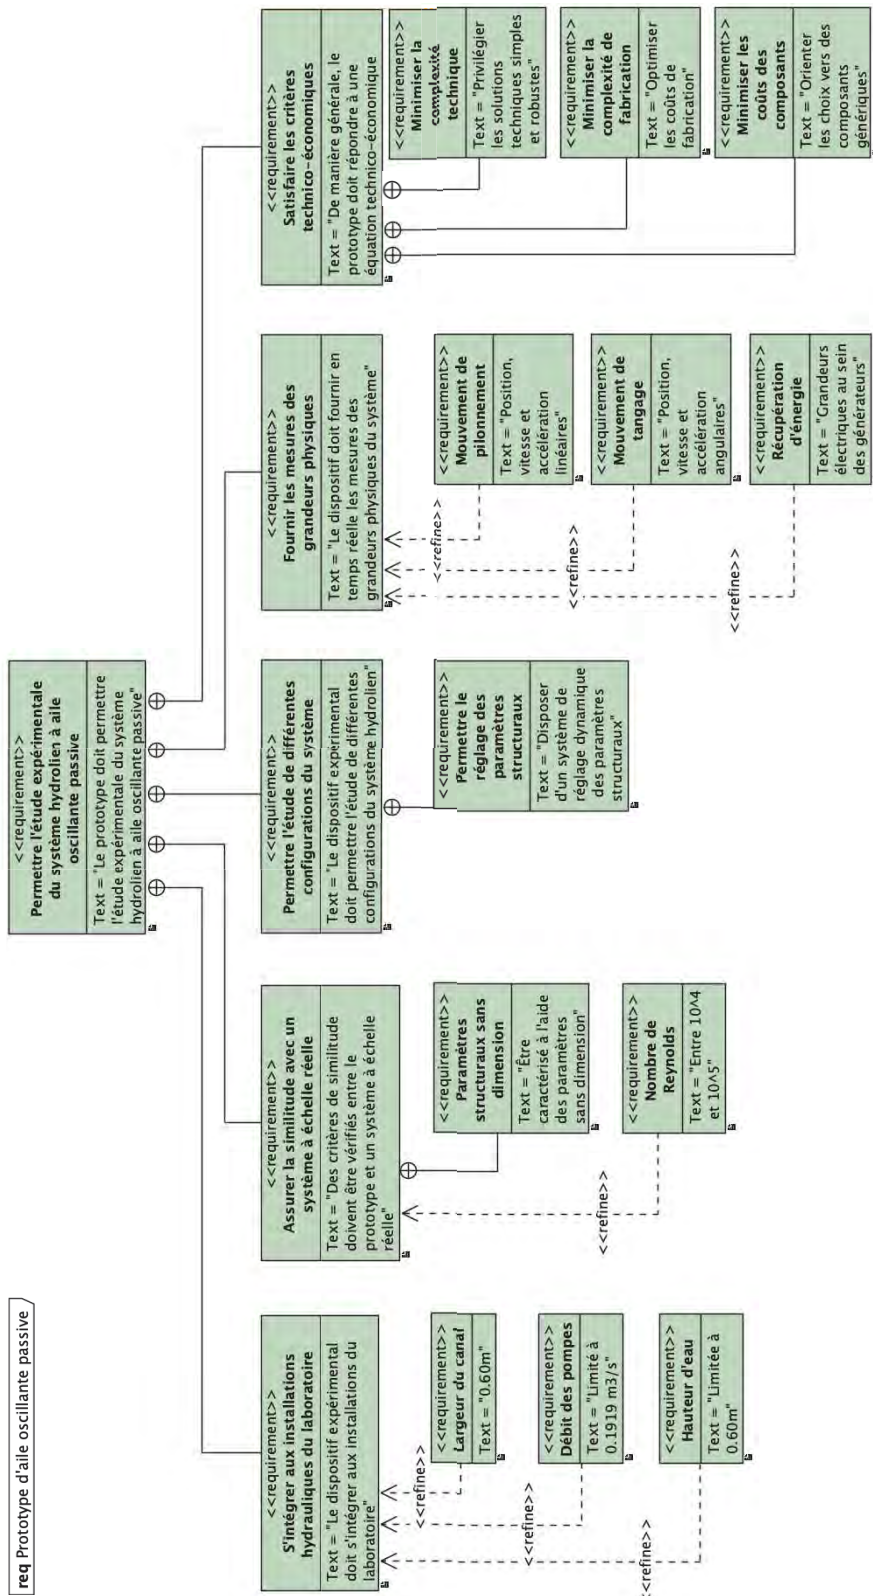 req Prototype d'aile oscillante passive
<<requirement>>
Permettre l'étude expérimentale
du système hydrolien à aile
oscillante passive
Text = "Le prototype doit permettre
l'étude expérimentale du système
hydrolien à aile oscillante passive"
<<requirement>>
S'intégrer aux installations
hydrauliques du laboratoire
Text = "Le dispositif expérimental
doit s'intégrer aux installations du
laboratoire"
<<requirement>>
Largeur du canal
Text = "0.60m"
<<refine>>
<<requirement>>
Débit des pompes
Text = "Limité à
0.1919 m3/s"
<<refine>>
<<requirement>>
Hauteur d'eau
Text = "Limitée à
0.60m"
<<refine>>
<<requirement>>
Assurer la similitude avec un
système à échelle réelle
Text = "Des critères de similitude
doivent être vérifiés entre le
prototype et un système à échelle
réelle"
<<requirement>>
Paramètres
structuraux sans
dimension
Text = "Être
caractérisé à l'aide
des paramètres
sans dimension"
<<requirement>>
Nombre de
Reynolds
Text = "Entre 10^4
et 10^5"
<<refine>>
<<requirement>>
Permettre l'étude de différentes
configurations du système
Text = "Le dispositif expérimental
doit permettre l'étude de différentes
configurations du système hydrolien"
<<requirement>>
Permettre le
réglage des
paramètres
structuraux
Text = "Disposer
d'un système de
réglage dynamique
des paramètres
structuraux"
<<requirement>>
Fournir les mesures des
grandeurs physiques
Text = "Le dispositif doit fournir en
temps réelle les mesures des
grandeurs physiques du système"
<<requirement>>
Mouvement de
pilonnement
Text = "Position,
vitesse et
accélération
linéaires"
<<refine>>
<<requirement>>
Mouvement de
tangage
Text = "Position,
vitesse et
accélération
angulaires"
<<refine>>
<<requirement>>
Récupération
d'énergie
Text = "Grandeurs
électriques au sein
des générateurs"
<<refine>>
<<requirement>>
Satisfaire les critères
technico-économiques
Text = "De manière générale, le
prototype doit répondre à une
équation technico-économique
<<requirement>>
Minimiser la
complexité
technique
Text = "Privilégier
les solutions
techniques simples
et robustes"
<<requirement>>
Minimiser la
complexité de
fabrication
Text = "Optimiser
les coûts de
fabrication"
<<requirement>>
Minimiser les
coûts des
composants
Text = "Orienter
les choix vers des
composants
génériques"